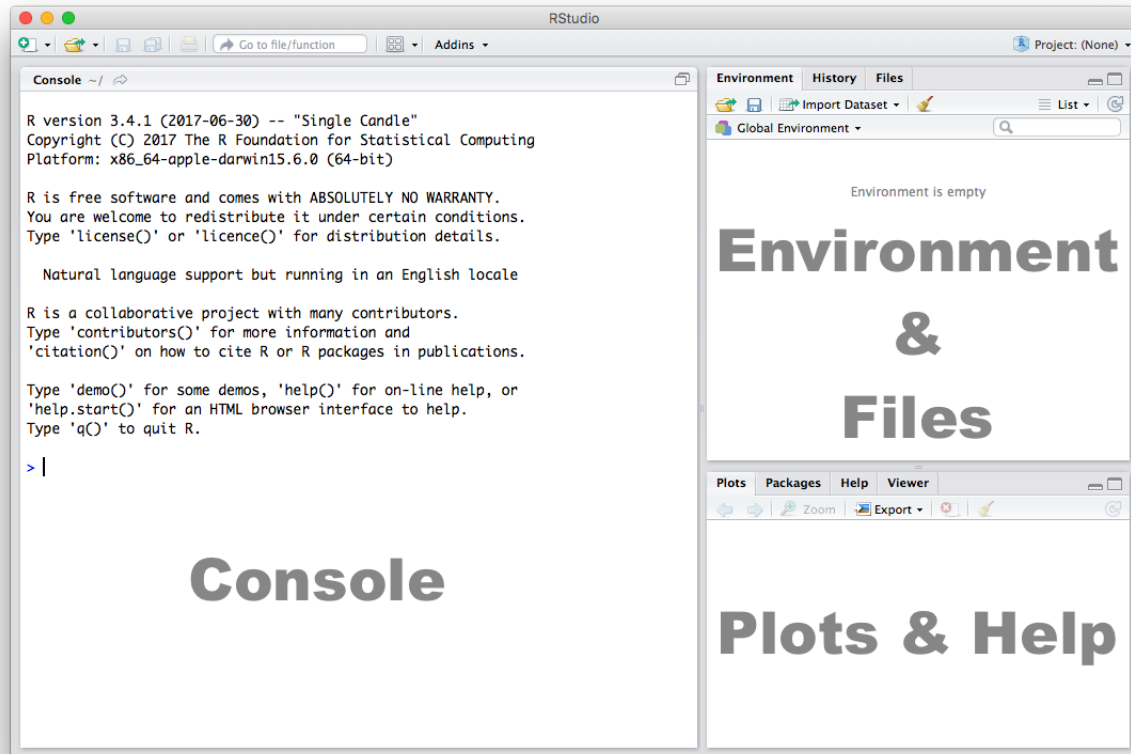 RStudio
Go to file/function
Addins
Project: (None)
Console ~/
R version 3.4.1 (2017-06-30) -- "Single Candle"
Copyright (C) 2017 The R Foundation for Statistical Computing
Platform: x86_64-apple-darwin15.6.0 (64-bit)
R is free software and comes with ABSOLUTELY NO WARRANTY.
You are welcome to redistribute it under certain conditions.
Type 'license()' or 'licence()' for distribution details.
Natural language support but running in an English locale
R is a collaborative project with many contributors.
Type 'contributors()' for more information and
'citation()' on how to cite R or R packages in publications.
Type 'demo()' for some demos, 'help()' for on-line help, or
'help.start()' for an HTML browser interface to help.
Type 'q()' to quit R.
>
Console
Environment History Files
Import Dataset List
Global Environment
Environment is empty
Environment
&
Files
Plots Packages Help Viewer
Zoom Export
Plots & Help